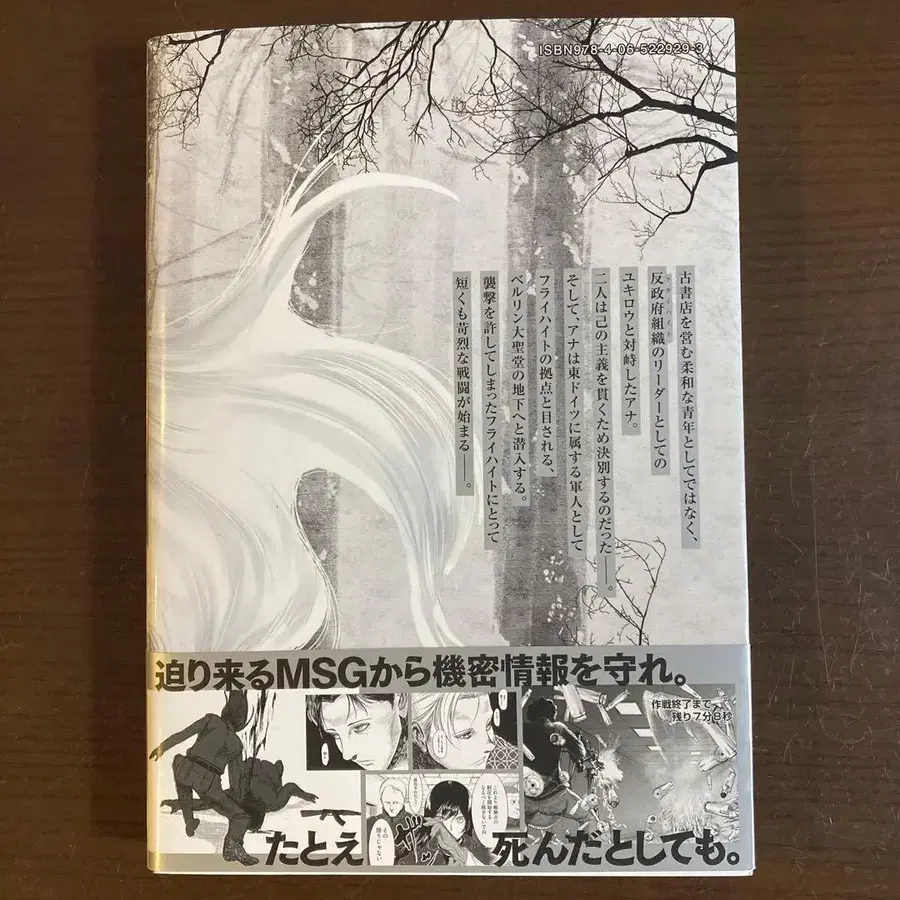 ISBN978-4-06-522929-3
古書店を営む柔和な青年としてではなく、
反政府組織のリーダーとしての
ユキロウと対峙したアナ。
二人は己の主義を貫くため決別するのだった――。
そして、アナは東ドイツに属する軍人として
フライハイトの拠点と目される、
ベルリン大聖堂の地下へと潜入する。
襲撃を許してしまったフライハイトにとって
短くも苛烈な戦闘が始まる――。
迫り来るMSGから機密情報を守れ。
作戦終了まで、
残り7分8秒
その
限りじゃない
たとえ
死んだとしても。